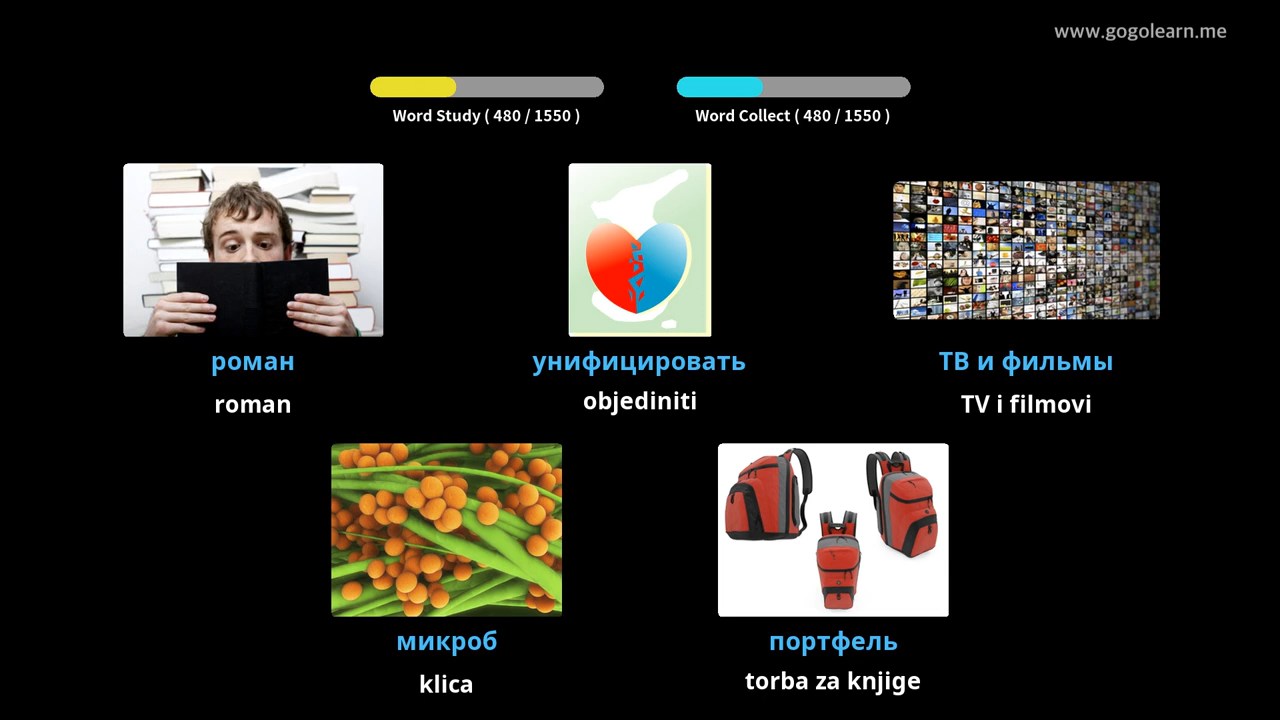 www.gogolearn.me
Word Study ( 480 / 1550 )
Word Collect ( 480 / 1550 )
роман
унифицировать
ТВ и фильмы
roman
objediniti
TV i filmovi
микроб
портфель
klica
torba za knjige